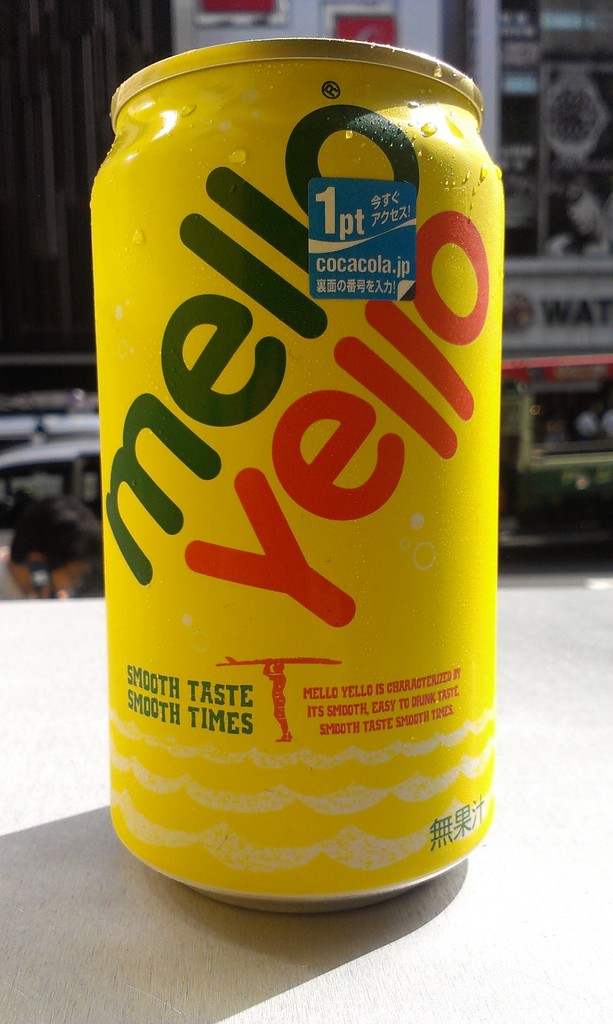 mello®
yello
1pt
今すぐ
アクセス!
cocacola.jp
裏面の番号を入力!
SMOOTH TASTE
SMOOTH TIMES
MELLO YELLO IS CHARACTERIZED BY
ITS SMOOTH, EASY TO DRINK TASTE.
SMOOTH TASTE SMOOTH TIMES.
無果汁
WAT